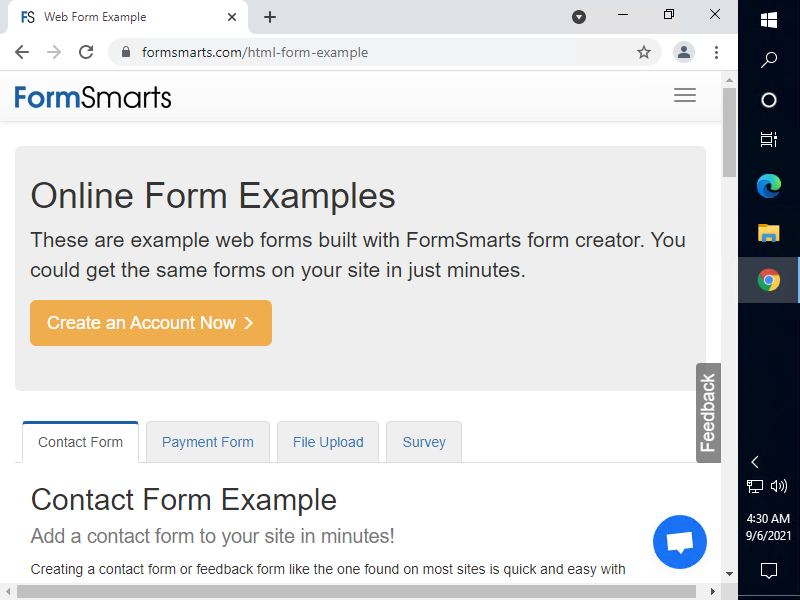 FS Web Form Example
formsmarts.com/html-form-example
FormSmarts
Online Form Examples
These are example web forms built with FormSmarts form creator. You
could get the same forms on your site in just minutes.
Create an Account Now
Feedback
Contact Form Payment Form File Upload Survey
Contact Form Example
Add a contact form to your site in minutes!
Creating a contact form or feedback form like the one found on most sites is quick and easy with
4:30 AM
9/6/2021